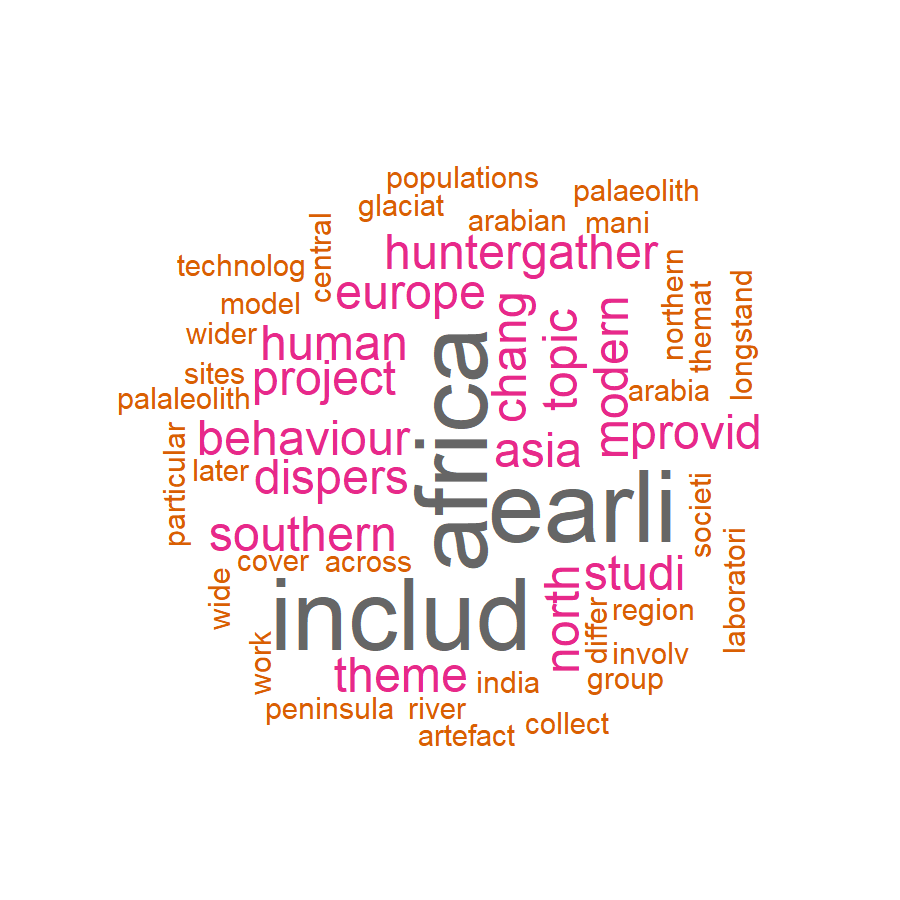 populations
palaeolith
glaciat
arabian
mani
central
huntergather
technolog
europe
northern
themat
longstand
model
chang
topic
modern
wider
human
africa
sites
project
arabia
palaleolith
behaviour
asia
provid
particular
later
dispers
earli
societi
southern
cover
across
studi
laboratori
wide
includ
north
differ
region
work
theme
india
involv
group
peninsula
river
artefact
collect